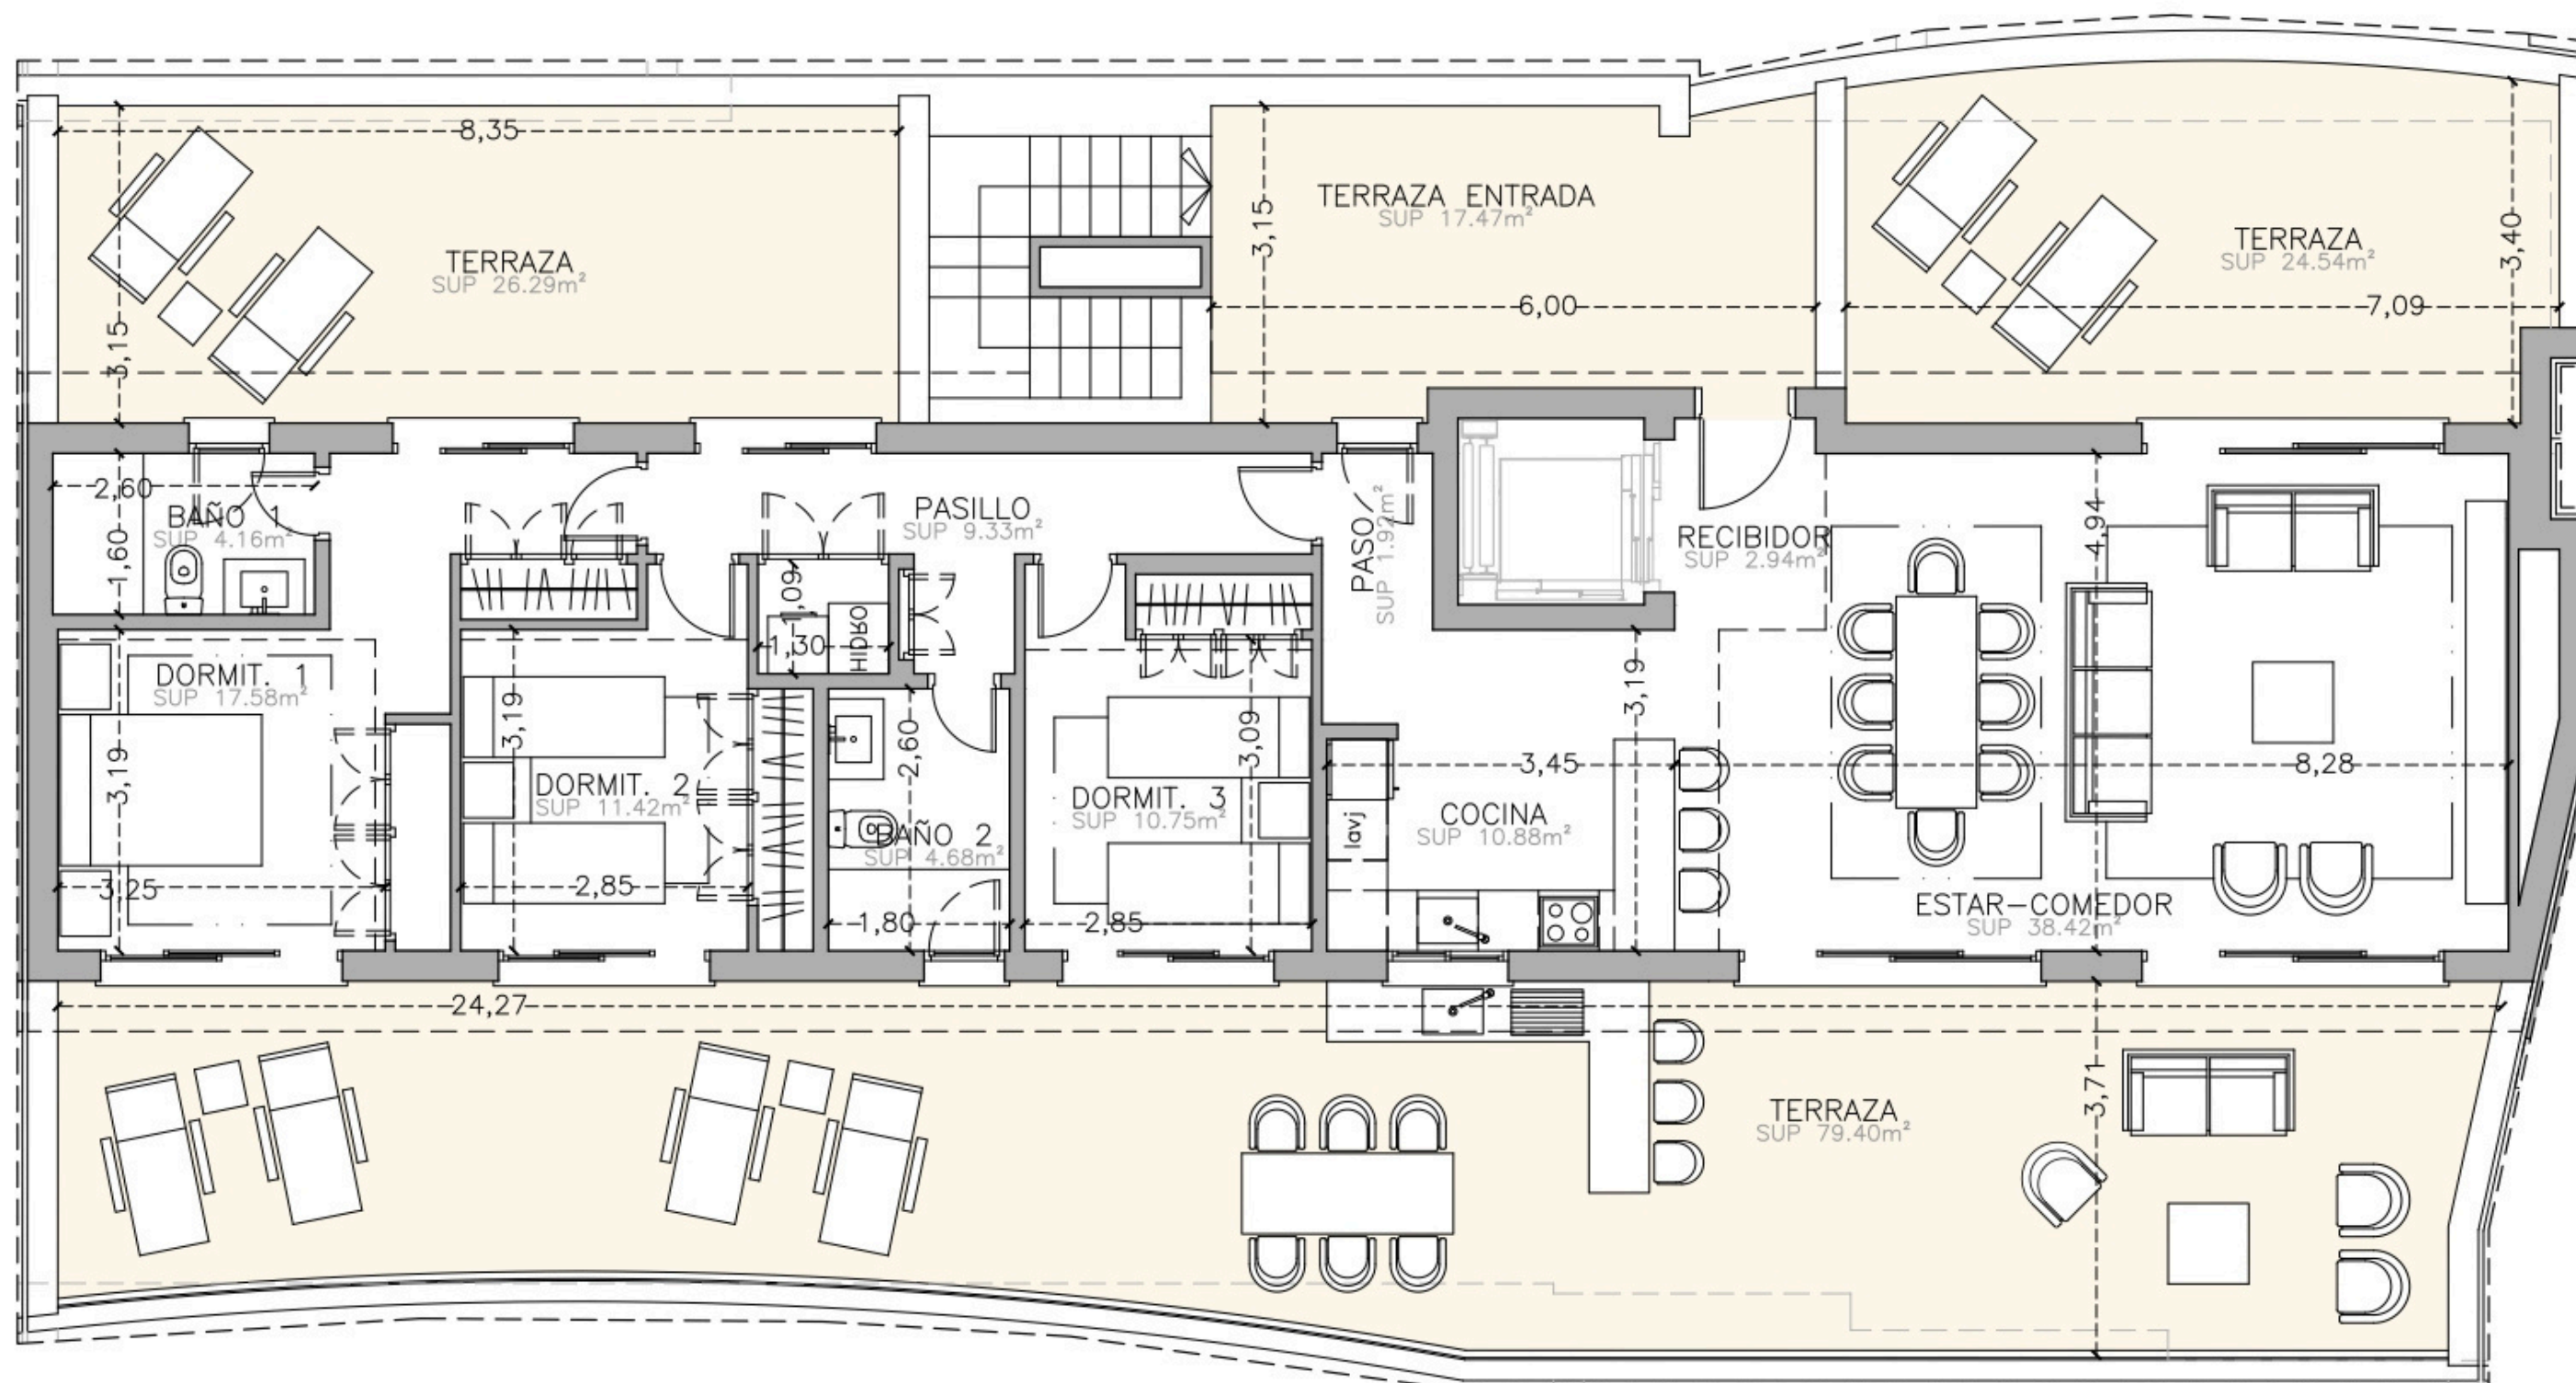 8,35
TERRAZA
SUP 26.29m²
3,15
3,15
TERRAZA ENTRADA
SUP 17.47m²
6,00
TERRAZA
SUP 24.54m²
3,40
7,09
2,60
BAÑO 1
SUP 4.16m²
1,60
PASILLO
SUP 9.33m²
PASO
SUP 1.92m²
RECIBIDOR
SUP 2.94m²
4,94
1,09
1,30
HIDRO
DORMIT. 1
SUP 17.58m²
3,19
3,25
3,19
DORMIT. 2
SUP 11.42m²
2,85
2,60
BAÑO 2
SUP 4.68m²
1,80
3,09
DORMIT. 3
SUP 10.75m²
2,85
3,19
3,45
lavj
COCINA
SUP 10.88m²
8,28
ESTAR-COMEDOR
SUP 38.42m²
24,27
TERRAZA
SUP 79.40m²
3,71